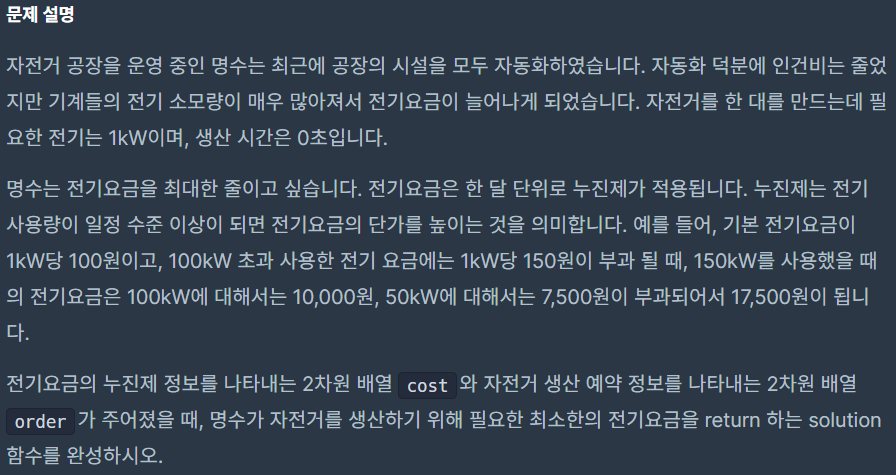 문제 설명
자전거 공장을 운영 중인 명수는 최근에 공장의 시설을 모두 자동화하였습니다. 자동화 덕분에 인건비는 줄었
지만 기계들의 전기 소모량이 매우 많아져서 전기요금이 늘어나게 되었습니다. 자전거를 한 대를 만드는데 필
요한 전기는 1kW이며, 생산 시간은 0초입니다.
명수는 전기요금을 최대한 줄이고 싶습니다. 전기요금은 한 달 단위로 누진제가 적용됩니다. 누진제는 전기
사용량이 일정 수준 이상이 되면 전기요금의 단가를 높이는 것을 의미합니다. 예를 들어, 기본 전기요금이
1kW당 100원이고, 100kW 초과 사용한 전기 요금에는 1kW당 150원이 부과 될 때, 150kW를 사용했을 때
의 전기요금은 100kW에 대해서는 10,000원, 50kW에 대해서는 7,500원이 부과되어서 17,500원이 됩니
다.
전기요금의 누진제 정보를 나타내는 2차원 배열 cost 와 자전거 생산 예약 정보를 나타내는 2차원 배열
order 가 주어졌을 때, 명수가 자전거를 생산하기 위해 필요한 최소한의 전기요금을 return 하는 solution
함수를 완성하시오.